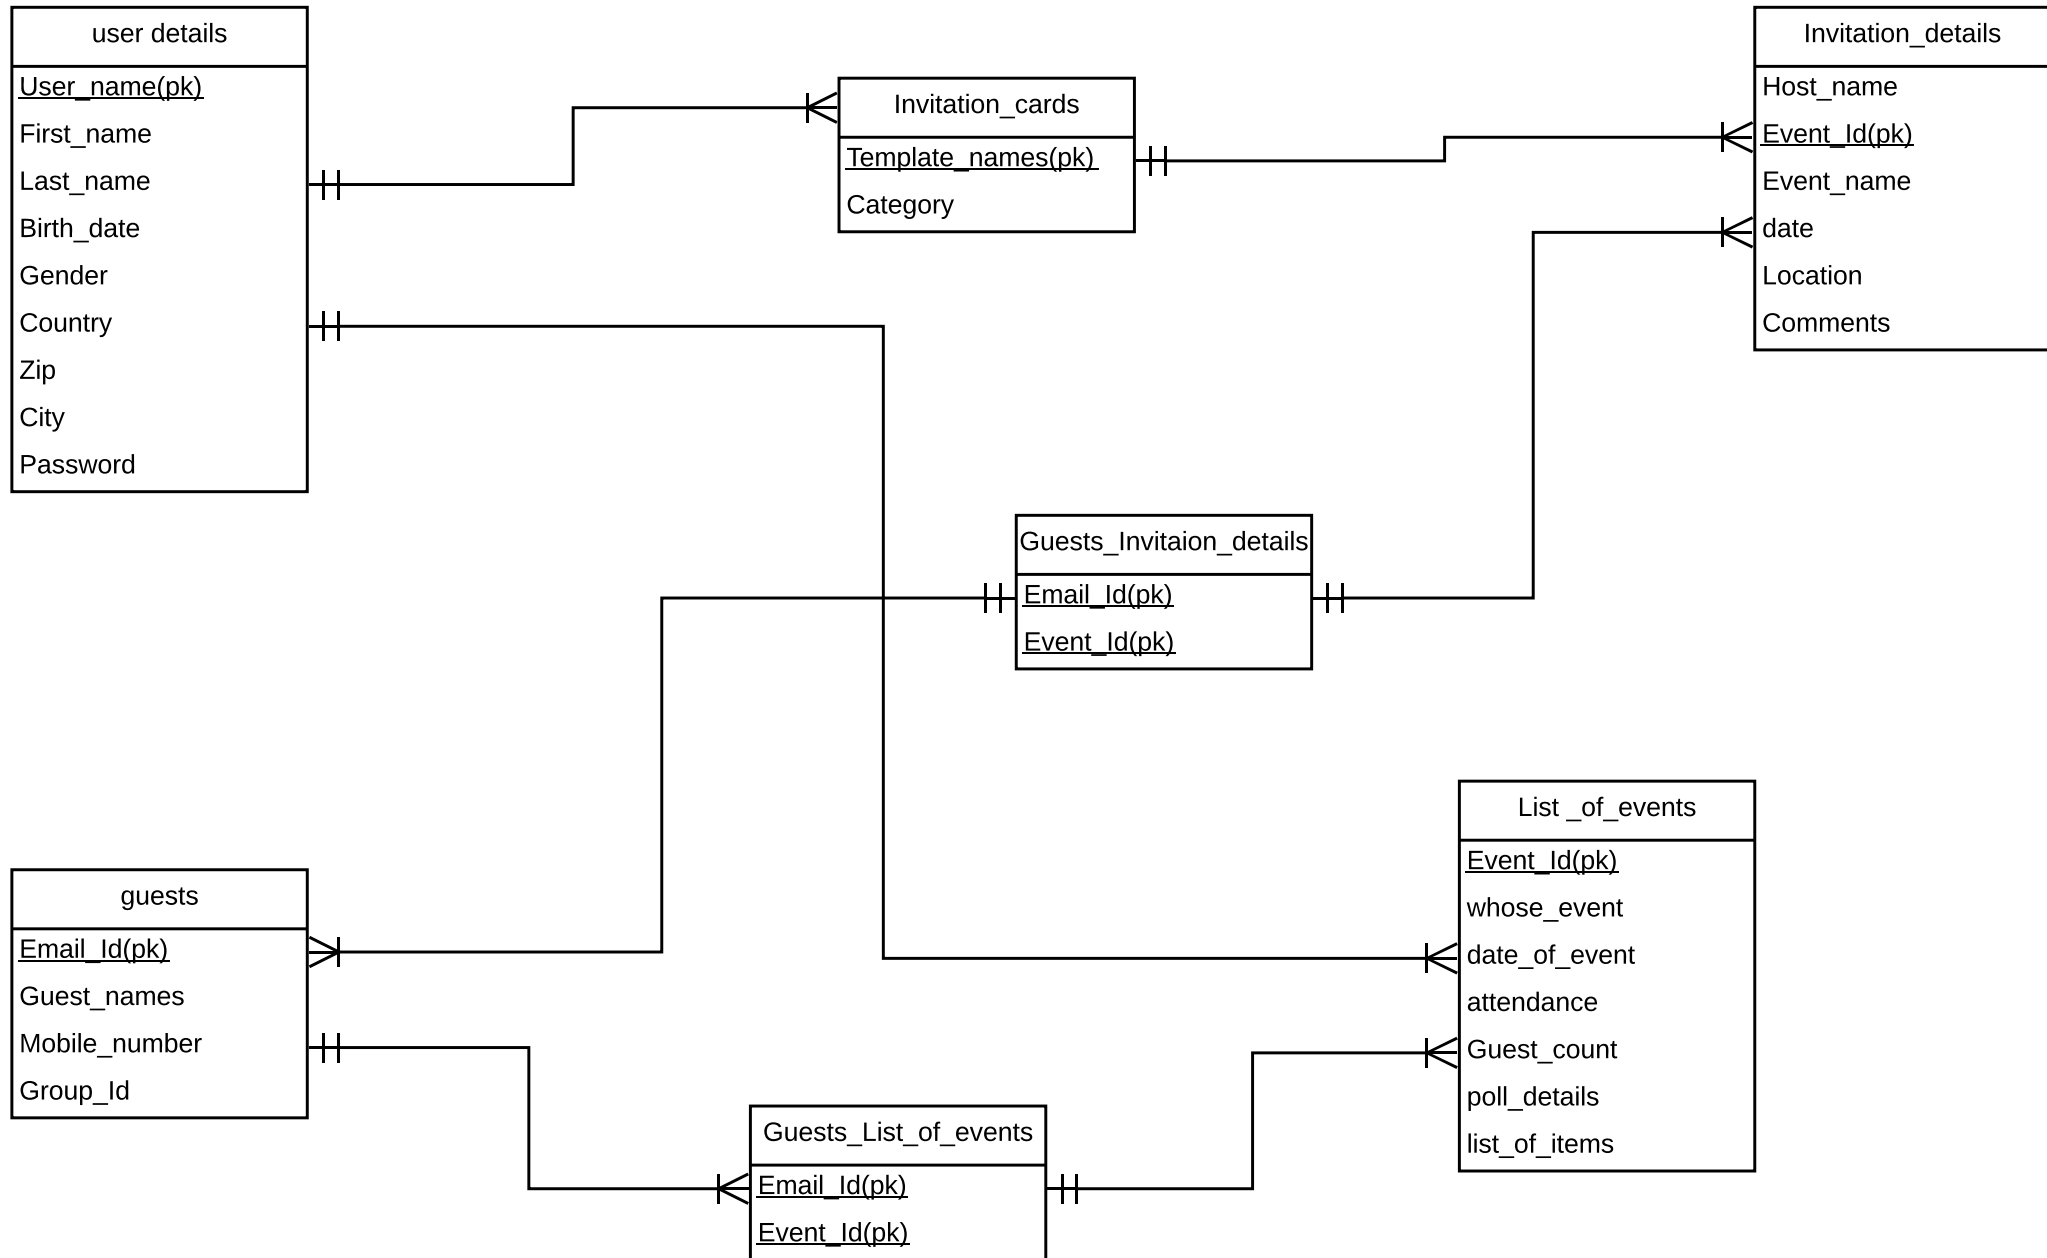 user details
User_name(pk)
First_name
Last_name
Birth_date
Gender
Country
Zip
City
Password
Invitation_cards
Template_names(pk)
Category
Invitation_details
Host_name
Event_Id(pk)
Event_name
date
Location
Comments
Guests_Invitaion_details
Email_Id(pk)
Event_Id(pk)
List _of_events
Event_Id(pk)
whose_event
date_of_event
attendance
Guest_count
poll_details
list_of_items
guests
Email_Id(pk)
Guest_names
Mobile_number
Group_Id
Guests_List_of_events
Email_Id(pk)
Event_Id(pk)